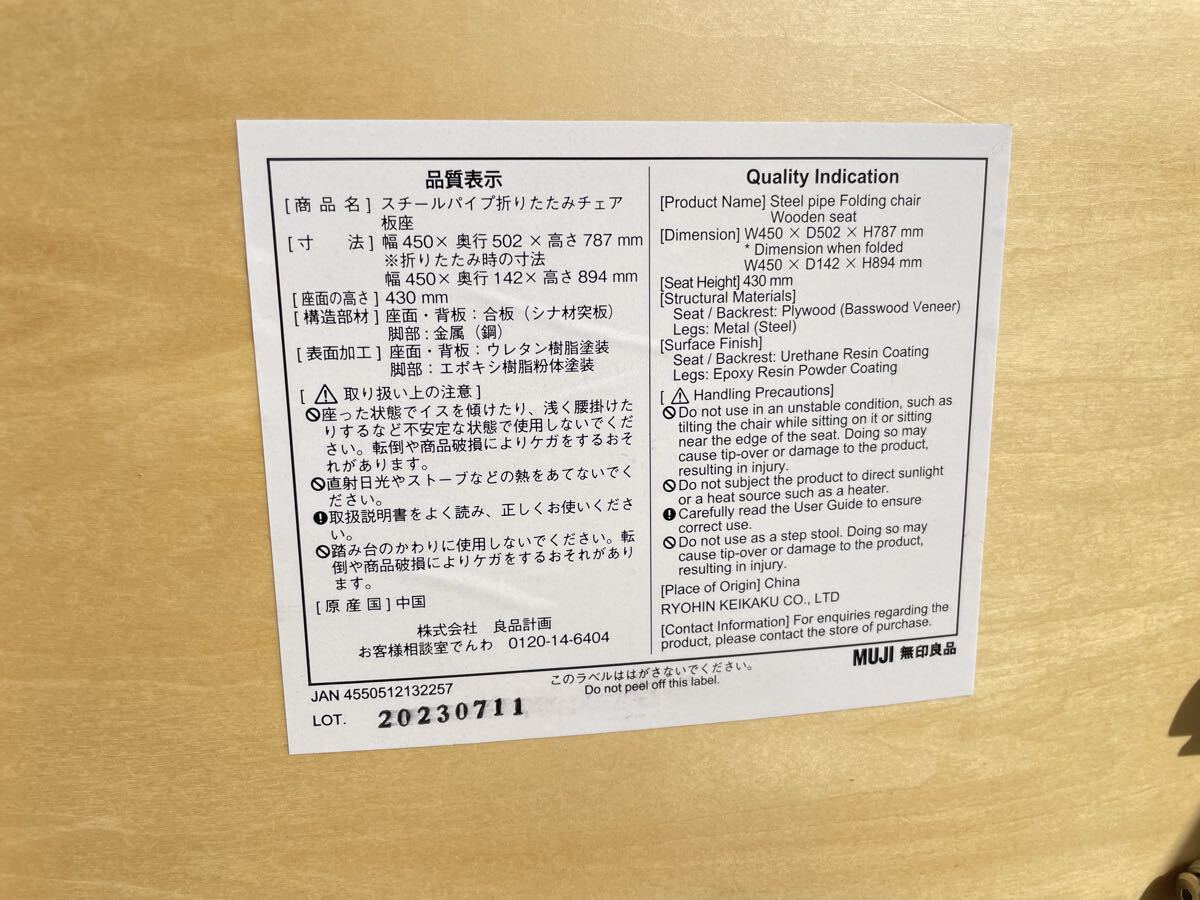 品質表示
[商品名] スチールパイプ折りたたみチェア
板座
[寸 法] 幅 450× 奥行 502 × 高さ 787 mm
※折りたたみ時の寸法
幅 450× 奥行 142× 高さ 894 mm
[座面の高さ] 430 mm
[構造部材] 座面・背板：合板（シナ材突板）
脚部：金属（鋼）
[表面加工] 座面・背板：ウレタン樹脂塗装
脚部：エポキシ樹脂粉体塗装
[ ⚠ 取り扱い上の注意 ]
🚫座った状態でイスを傾けたり、浅く腰掛けた
りするなど不安定な状態で使用しないでくだ
さい。転倒や商品破損によりケガをするおそ
れがあります。
🚫直射日光やストーブなどの熱をあてないでく
ださい。
❗取扱説明書をよく読み、正しくお使いくださ
い。
🚫踏み台のかわりに使用しないでください。転
倒や商品破損によりケガをするおそれがあり
ます。
[原産国] 中国
株式会社 良品計画
お客様相談室でんわ 0120-14-6404
Quality Indication
[Product Name] Steel pipe Folding chair
Wooden seat
[Dimension] W450 × D502 × H787 mm
* Dimension when folded
W450 × D142 × H894 mm
[Seat Height] 430 mm
[Structural Materials]
Seat / Backrest: Plywood (Basswood Veneer)
Legs: Metal (Steel)
[Surface Finish]
Seat / Backrest: Urethane Resin Coating
Legs: Epoxy Resin Powder Coating
[ ⚠ Handling Precautions]
🚫Do not use in an unstable condition, such as
tilting the chair while sitting on it or sitting
near the edge of the seat. Doing so may
cause tip-over or damage to the product,
resulting in injury.
🚫Do not subject the product to direct sunlight
or a heat source such as a heater.
❗Carefully read the User Guide to ensure
correct use.
🚫Do not use as a step stool. Doing so may
cause tip-over or damage to the product,
resulting in injury.
[Place of Origin] China
RYOHIN KEIKAKU CO., LTD
[Contact Information] For enquiries regarding the
product, please contact the store of purchase.
MUJI 無印良品
このラベルははがさないでください。
Do not peel off this label.
JAN 4550512132257
LOT. 20230711